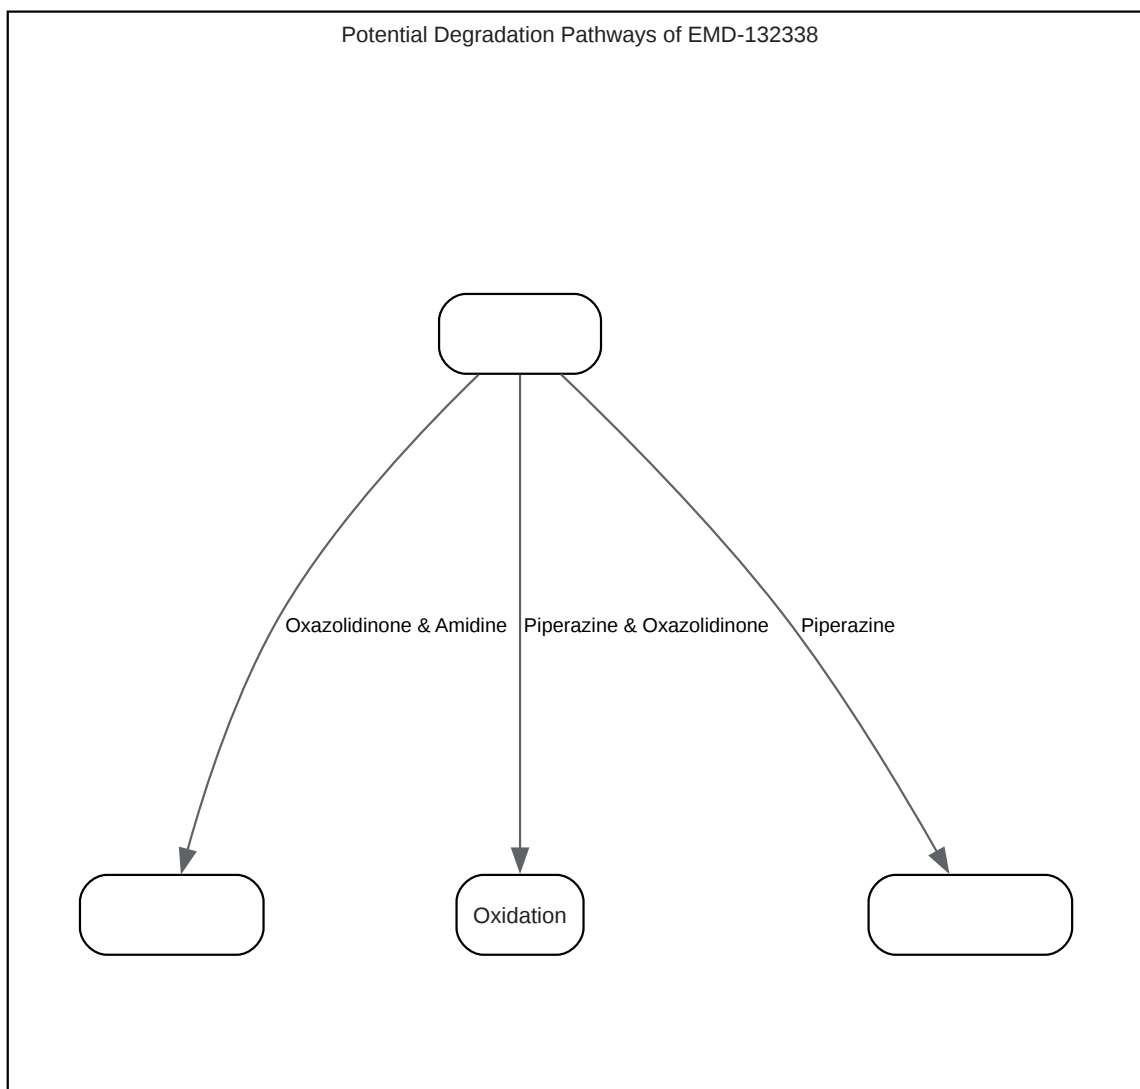 Potential Degradation Pathways of EMD-132338
Oxazolidinone & Amidine
Piperazine & Oxazolidinone
Piperazine
Oxidation